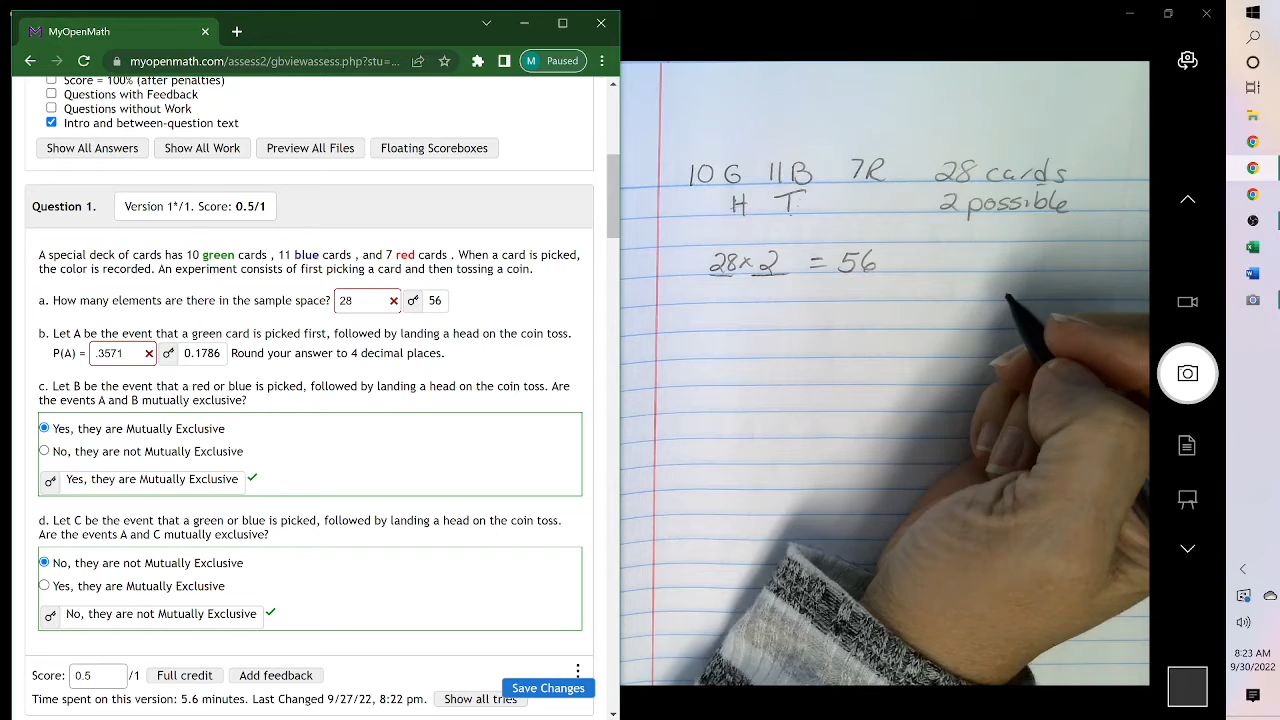 MyOpenMath
myopenmath.com/assess2/gbviewassess.php?stu=...
M Paused
Score = 100% (after penalties)
Questions with Feedback
Questions without Work
Intro and between-question text
Show All Answers Show All Work Preview All Files Floating Scoreboxes
Question 1 Version 1*/1. Score: 0.5/1
A special deck of cards has 10 green cards , 11 blue cards , and 7 red cards . When a card is picked,
the color is recorded. An experiment consists of first picking a card and then tossing a coin.
a. How many elements are there in the sample space? 28 56
b. Let A be the event that a green card is picked first, followed by landing a head on the coin toss.
P(A) = .3571 0.1786 Round your answer to 4 decimal places.
c. Let B be the event that a red or blue is picked, followed by landing a head on the coin toss. Are
the events A and B mutually exclusive?
Yes, they are Mutually Exclusive
No, they are not Mutually Exclusive
Yes, they are Mutually Exclusive
d. Let C be the event that a green or blue is picked, followed by landing a head on the coin toss.
Are the events A and C mutually exclusive?
No, they are not Mutually Exclusive
Yes, they are Mutually Exclusive
No, they are not Mutually Exclusive
Score: 0.5 /1 Full credit Add feedback
Save Changes
Time spent on this version: 5.6 minutes. Last Changed 9/27/22, 8:22 pm. Show all tries
10 G 11B 7R 28 cards
H T 2 possible
28 x 2 = 56
8:23 AM
9/30/2022